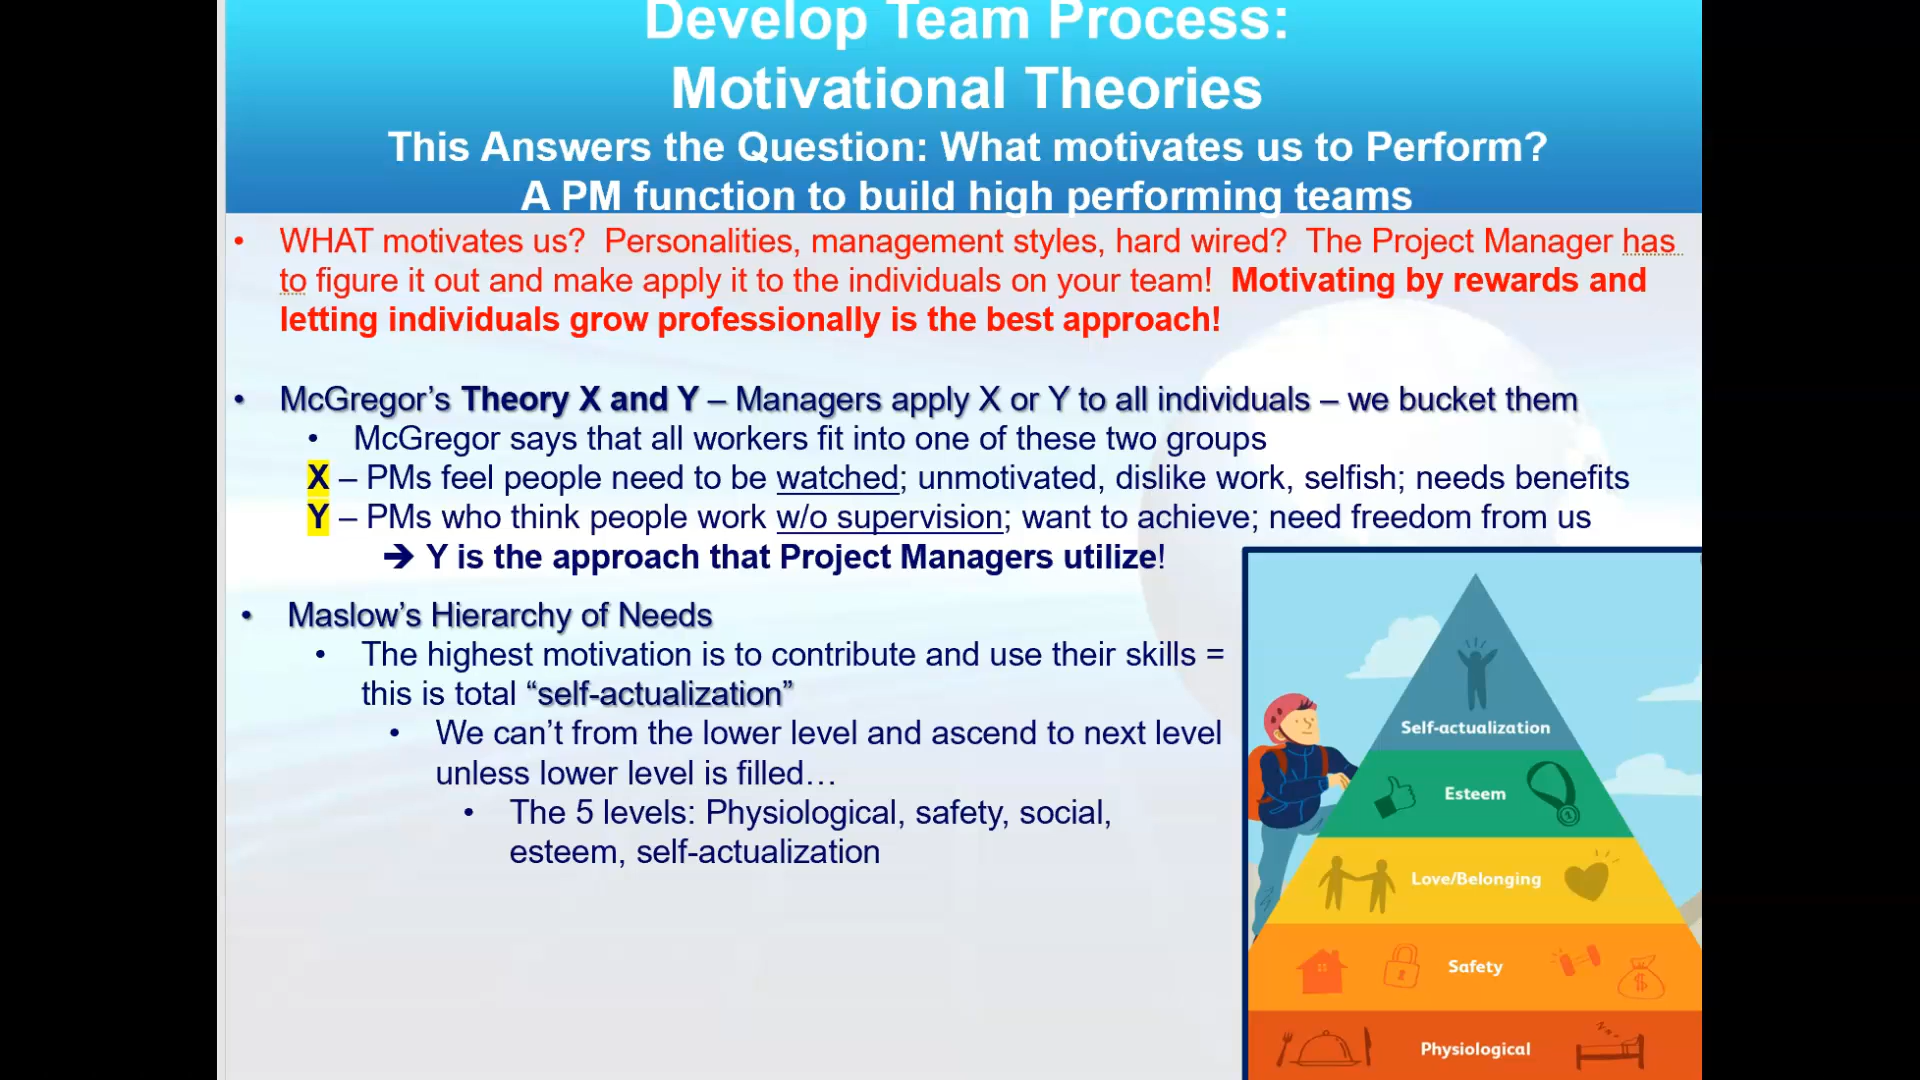 Develop Team Process:
Motivational Theories
This Answers the Question: What motivates us to Perform?
A PM function to build high performing teams
• WHAT motivates us? Personalities, management styles, hard wired? The Project Manager has
to figure it out and make apply it to the individuals on your team! Motivating by rewards and
letting individuals grow professionally is the best approach!
• McGregor’s Theory X and Y – Managers apply X or Y to all individuals – we bucket them
• McGregor says that all workers fit into one of these two groups
X – PMs feel people need to be watched; unmotivated, dislike work, selfish; needs benefits
Y – PMs who think people work w/o supervision; want to achieve; need freedom from us
➔ Y is the approach that Project Managers utilize!
• Maslow’s Hierarchy of Needs
• The highest motivation is to contribute and use their skills =
this is total “self-actualization”
• We can’t from the lower level and ascend to next level
unless lower level is filled…
• The 5 levels: Physiological, safety, social,
esteem, self-actualization
Self-actualization
Esteem
1
Love/Belonging
Safety
$
Physiological
zzz